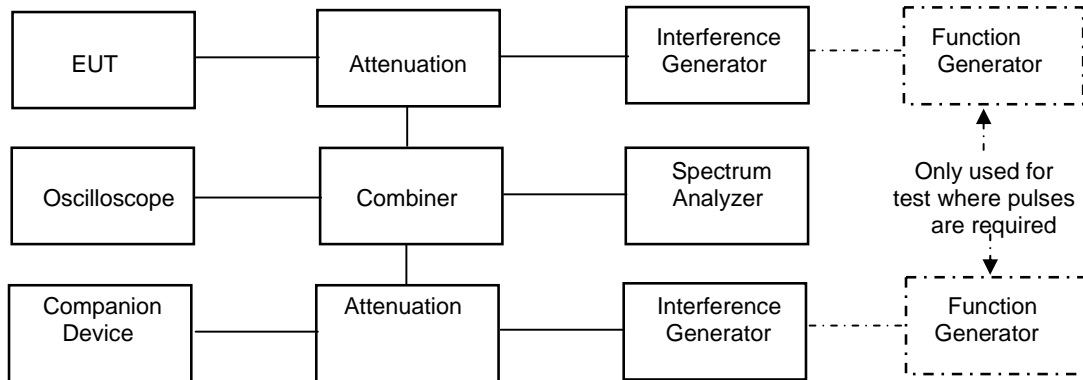 EUT
Attenuation
Interference
Generator
Function
Generator
Oscilloscope
Combiner
Spectrum
Analyzer
Only used for
test where pulses
are required
Companion
Device
Attenuation
Interference
Generator
Function
Generator